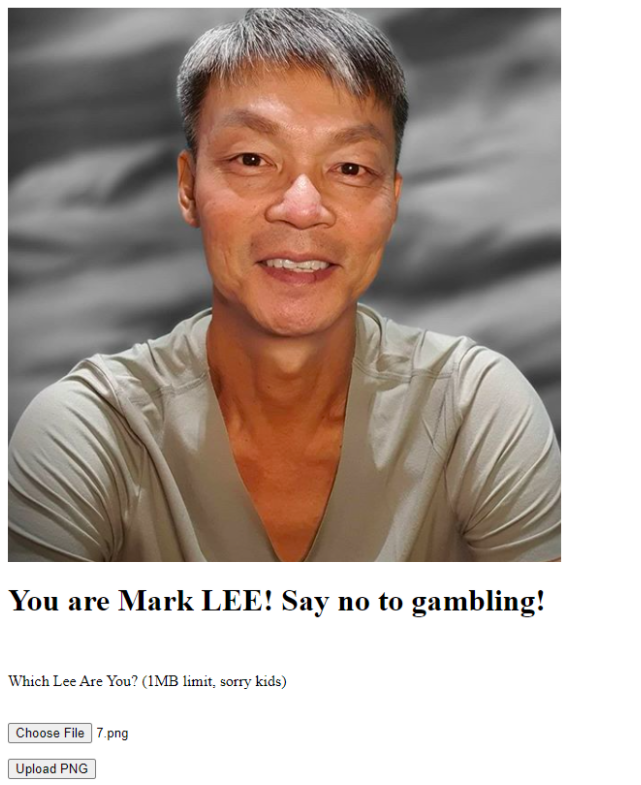 You are Mark LEE! Say no to gambling!
Which Lee Are You? (1MB limit, sorry kids)
Choose File 7.png
Upload PNG